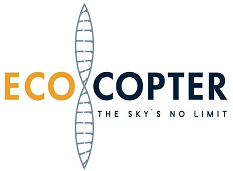 ECO COPTER
THE SKY´S NO LIMIT